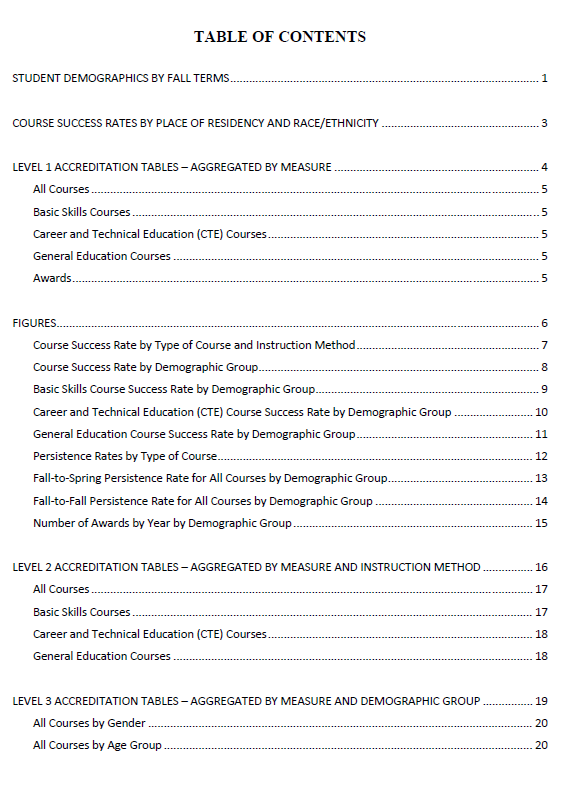 TABLE OF CONTENTS
STUDENT DEMOGRAPHICS BY FALL TERMS.......... 1
COURSE SUCCESS RATES BY PLACE OF RESIDENCY AND RACE/ETHNICITY .......... 3
LEVEL 1 ACCREDITATION TABLES – AGGREGATED BY MEASURE .......... 4
All Courses.......... 5
Basic Skills Courses.......... 5
Career and Technical Education (CTE) Courses.......... 5
General Education Courses .......... 5
Awards.......... 5
FIGURES.......... 6
Course Success Rate by Type of Course and Instruction Method.......... 7
Course Success Rate by Demographic Group.......... 8
Basic Skills Course Success Rate by Demographic Group.......... 9
Career and Technical Education (CTE) Course Success Rate by Demographic Group .......... 10
General Education Course Success Rate by Demographic Group.......... 11
Persistence Rates by Type of Course.......... 12
Fall-to-Spring Persistence Rate for All Courses by Demographic Group.......... 13
Fall-to-Fall Persistence Rate for All Courses by Demographic Group .......... 14
Number of Awards by Year by Demographic Group.......... 15
LEVEL 2 ACCREDITATION TABLES – AGGREGATED BY MEASURE AND INSTRUCTION METHOD .......... 16
All Courses.......... 17
Basic Skills Courses.......... 17
Career and Technical Education (CTE) Courses.......... 18
General Education Courses .......... 18
LEVEL 3 ACCREDITATION TABLES – AGGREGATED BY MEASURE AND DEMOGRAPHIC GROUP .......... 19
All Courses by Gender .......... 20
All Courses by Age Group .......... 20